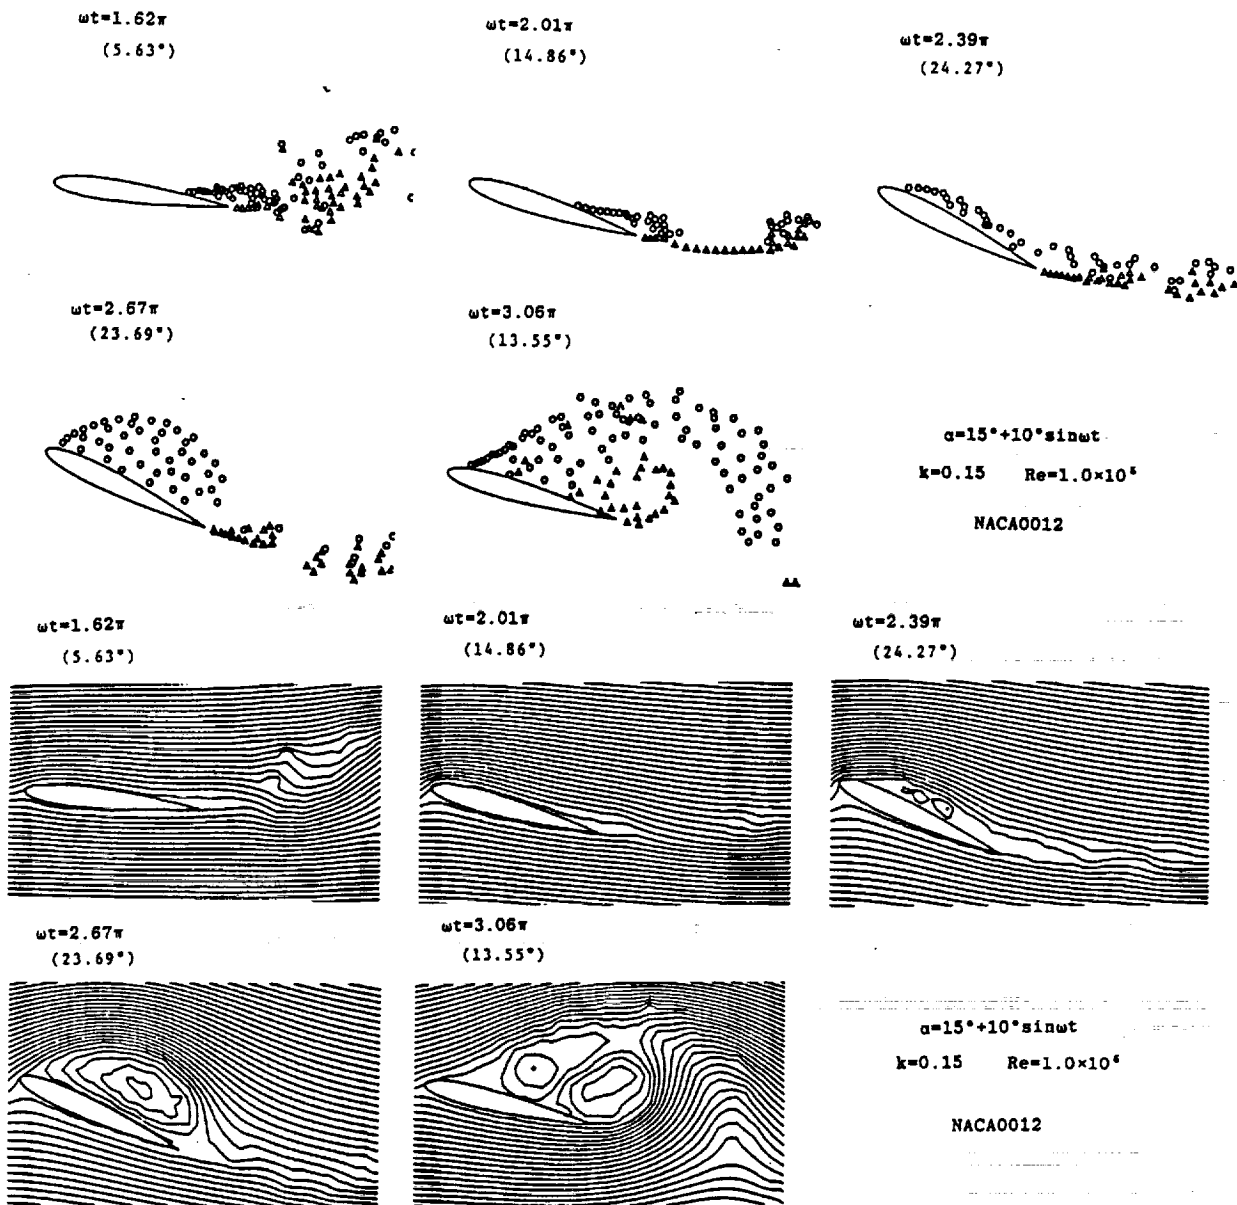 ωt=1.62π
(5.63°)
ωt=2.01π
(14.86°)
ωt=2.39π
(24.27°)
ωt=2.67π
(23.69°)
ωt=3.06π
(13.55°)
α=15°+10°sinωt
k=0.15 Re=1.0×10⁶
NACA0012
ωt=1.62π
(5.63°)
ωt=2.01π
(14.86°)
ωt=2.39π
(24.27°)
ωt=2.67π
(23.69°)
ωt=3.06π
(13.55°)
α=15°+10°sinωt
k=0.15 Re=1.0×10⁶
NACA0012